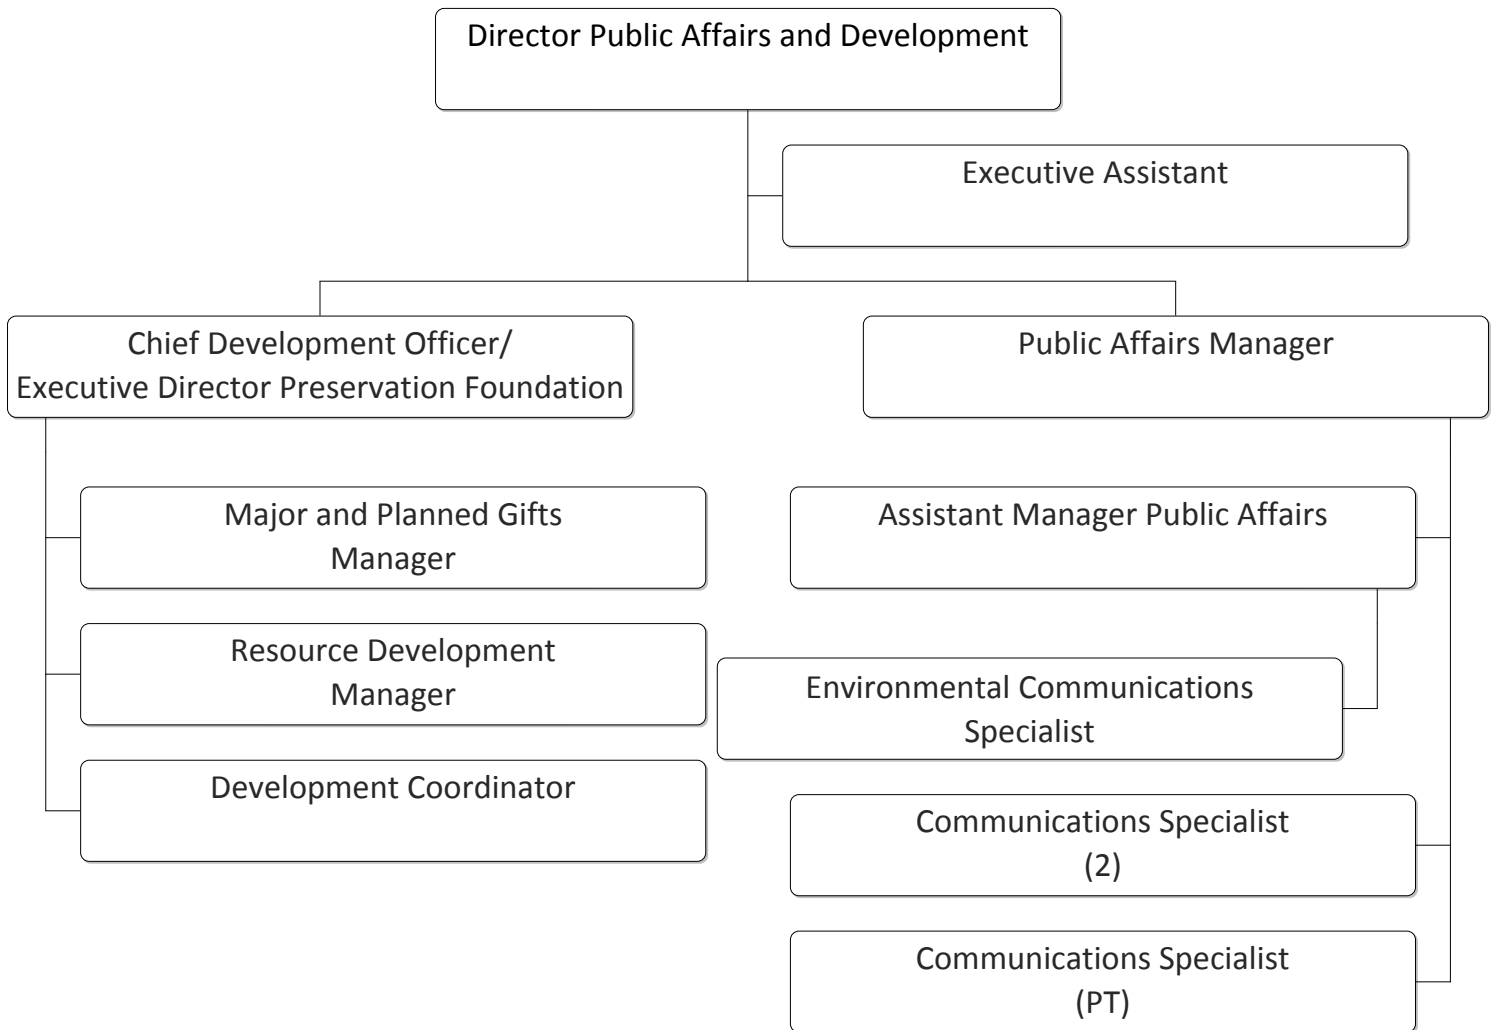 Director Public Affairs and Development
Executive Assistant
Chief Development Officer/
Executive Director Preservation Foundation
Public Affairs Manager
Major and Planned Gifts
Manager
Assistant Manager Public Affairs
Resource Development
Manager
Environmental Communications
Specialist
Development Coordinator
Communications Specialist
(2)
Communications Specialist
(PT)